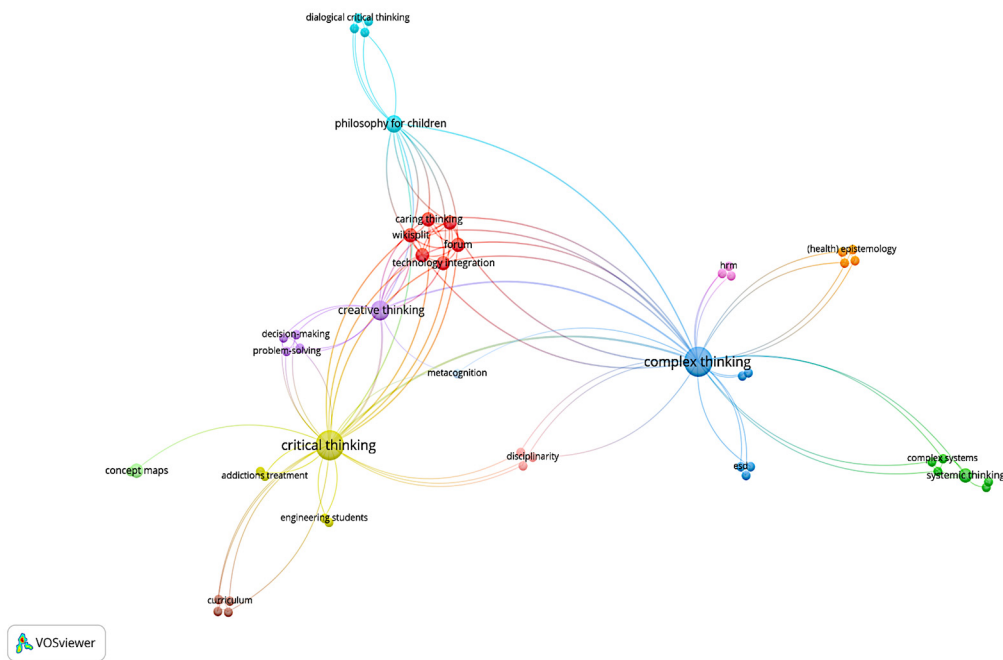 dialogical critical thinking
philosophy for children
caring thinking
wikisplit
forum
technology integration
(health) epistemology
hrm
creative thinking
decision-making
problem-solving
complex thinking
metacognition
critical thinking
disciplinarity
concept maps
addictions treatment
esd
complex systems
systemic thinking
engineering students
curriculum
VOSviewer